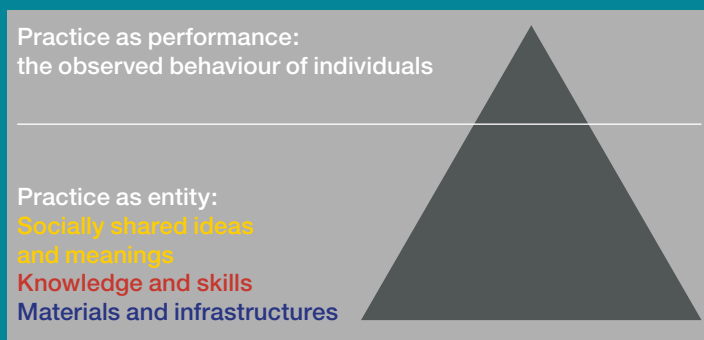 Practice as performance:
the observed behaviour of individuals
Practice as entity:
Socially shared ideas
and meanings
Knowledge and skills
Materials and infrastructures